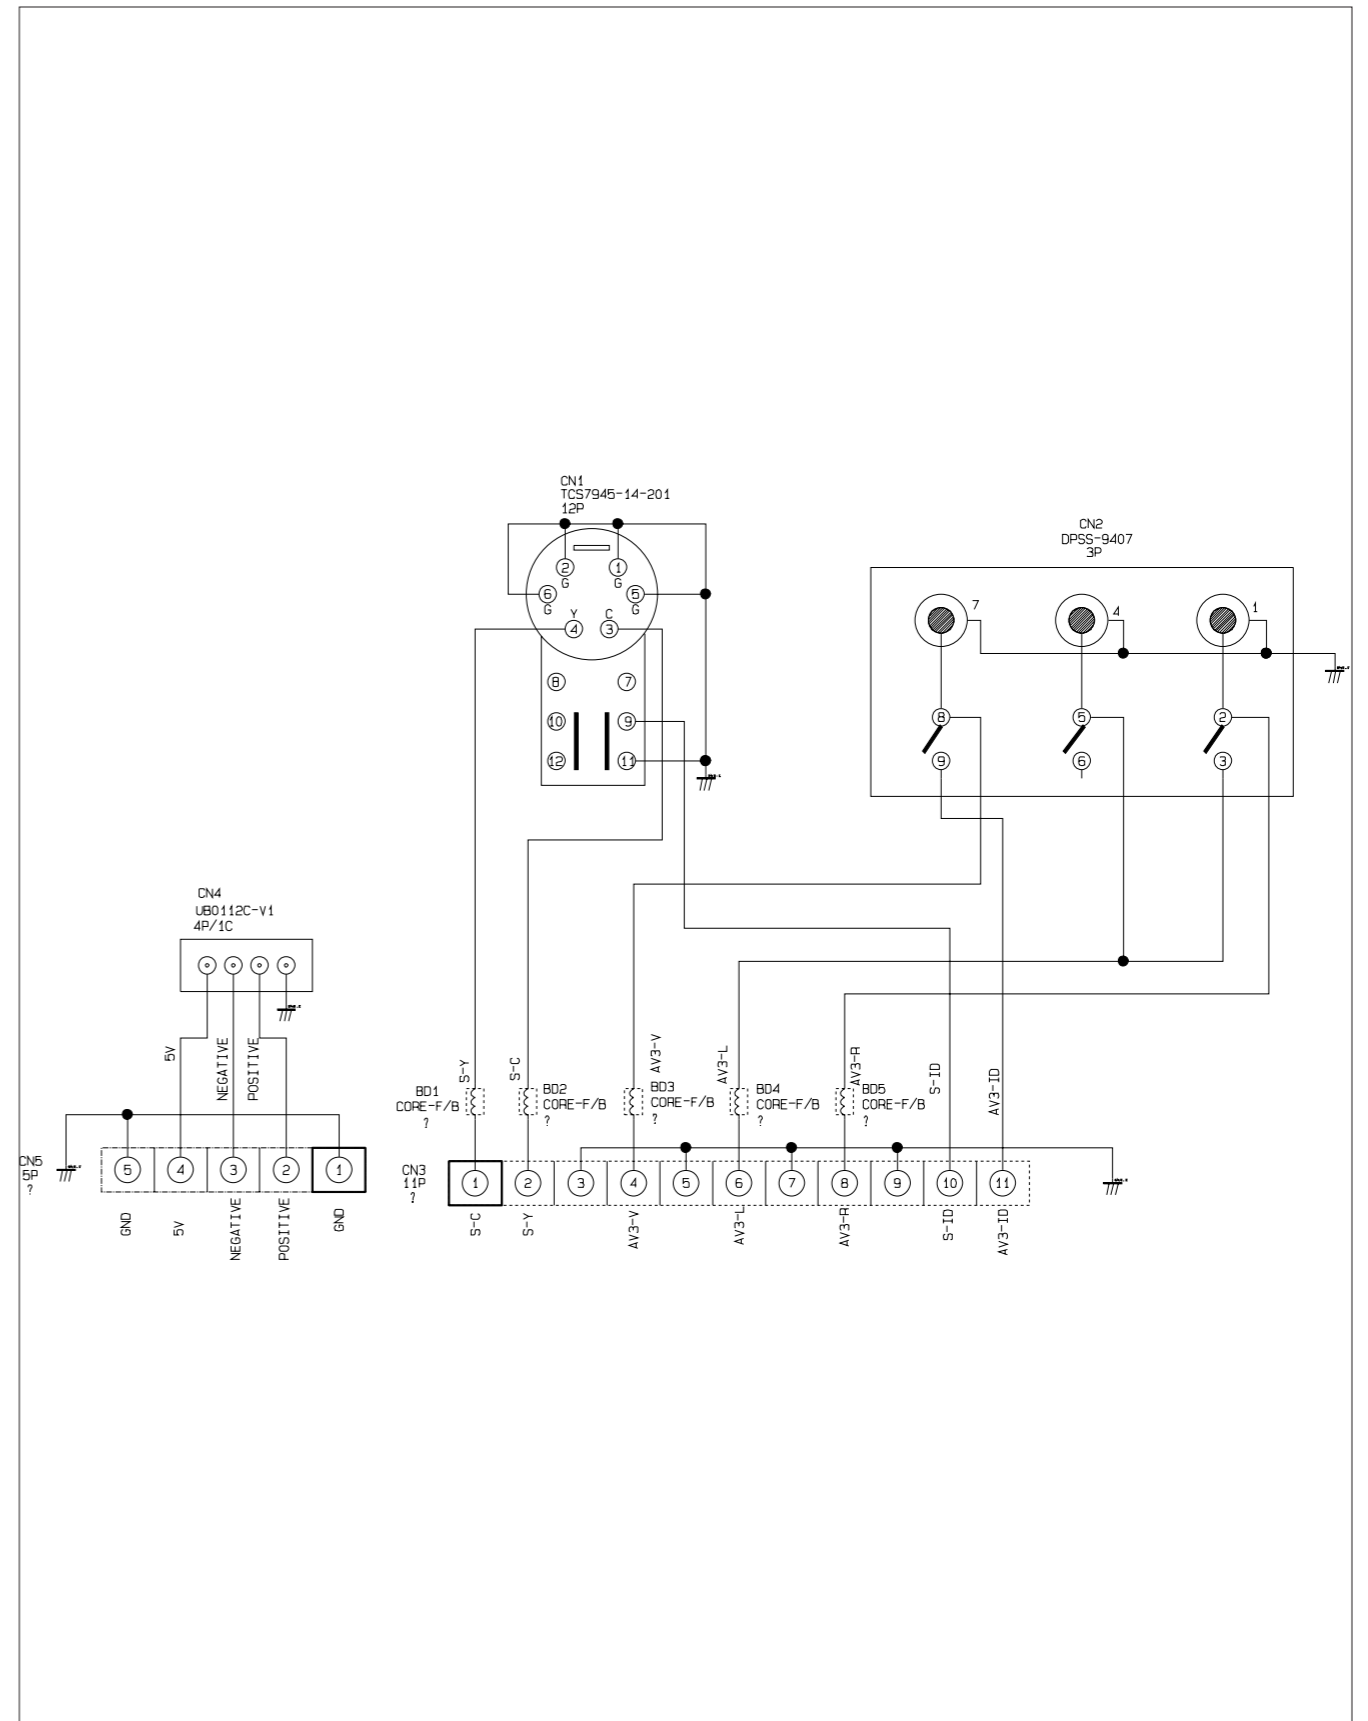 CN1
TCS7945-14-201
12P
2
1
G
G
6
5
G
G
Y
C
4
3
8
7
10
9
12
11
CN2
DPSS-9407
3P
7
4
1
8
5
2
9
6
3
CN4
UB0112C-V1
4P/1C
5V
NEGATIVE
POSITIVE
CN5
5P
?
5
4
3
2
1
GND
5V
NEGATIVE
POSITIVE
GND
S-Y
S-C
AV3-V
AV3-L
AV3-R
S-ID
AV3-ID
BD1
CORE-F/B
?
BD2
CORE-F/B
?
BD3
CORE-F/B
?
BD4
CORE-F/B
?
BD5
CORE-F/B
?
CN3
11P
?
1
2
3
4
5
6
7
8
9
10
11
S-C
S-Y
AV3-V
AV3-L
AV3-R
S-ID
AV3-ID